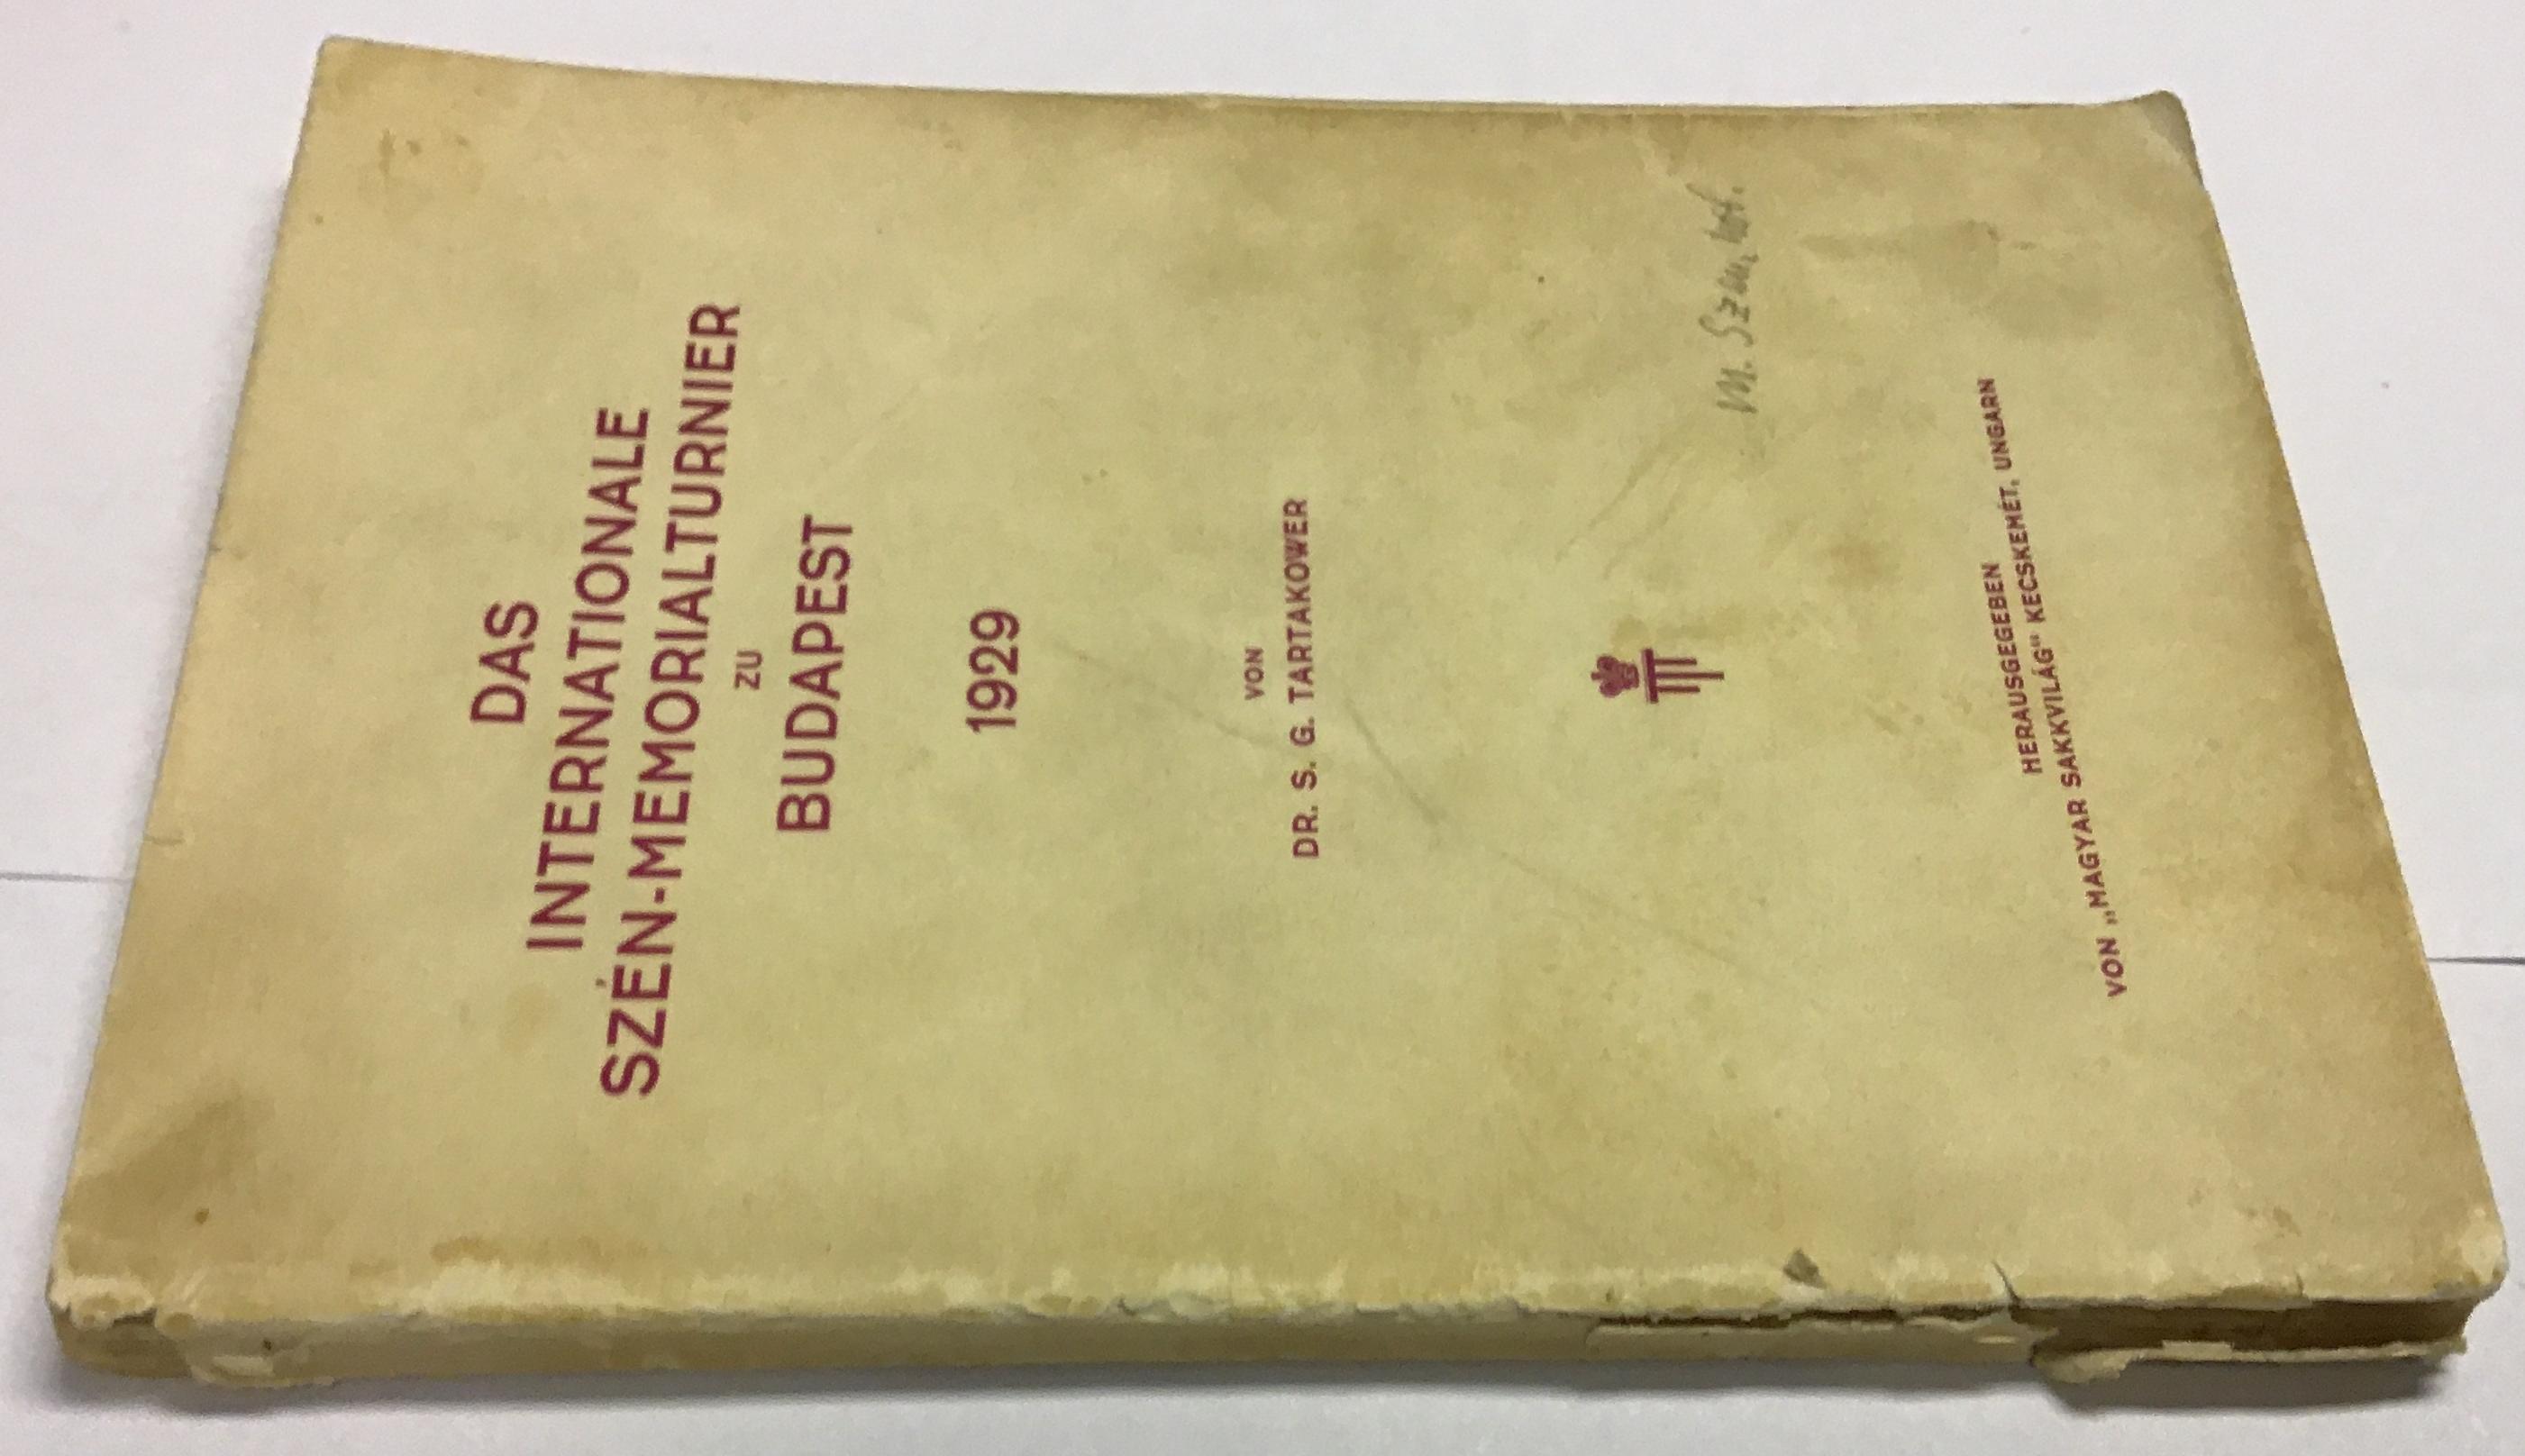 DAS
INTERNATIONALE
SZÉN-MEMORIALTURNIER
ZU
BUDAPEST
1929
VON
DR. S. G. TARTAKOWER
M.
HERAUSGEGEBEN
VON „MAGYAR SAKKVILÁG“ KECSKEMÉT, UNGARN